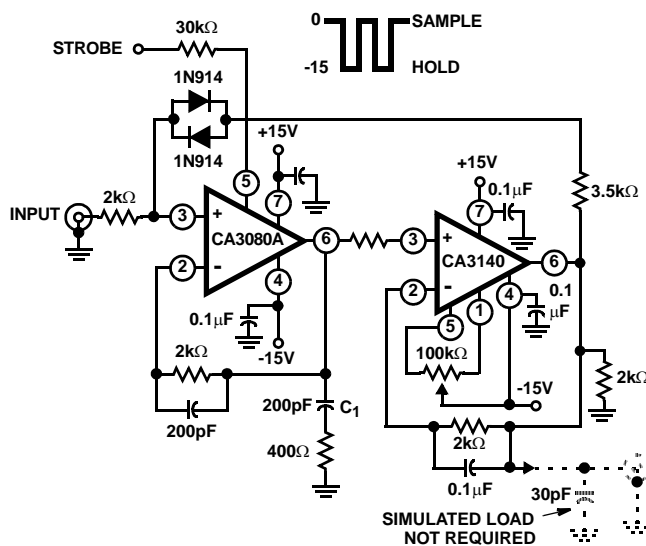 0 SAMPLE
-15 HOLD
30kΩ
STROBE
1N914
1N914
+15V
5
7
2kΩ
INPUT
3
+
CA3080A
6
2
-
4
0.1μF
-15V
2kΩ
200pF
200pF C1
400Ω
+15V
0.1μF
7
3
+
CA3140
6
2
-
4
0.1
μF
5
1
100kΩ
-15V
3.5kΩ
2kΩ
2kΩ
0.1μF
30pF
SIMULATED LOAD
NOT REQUIRED